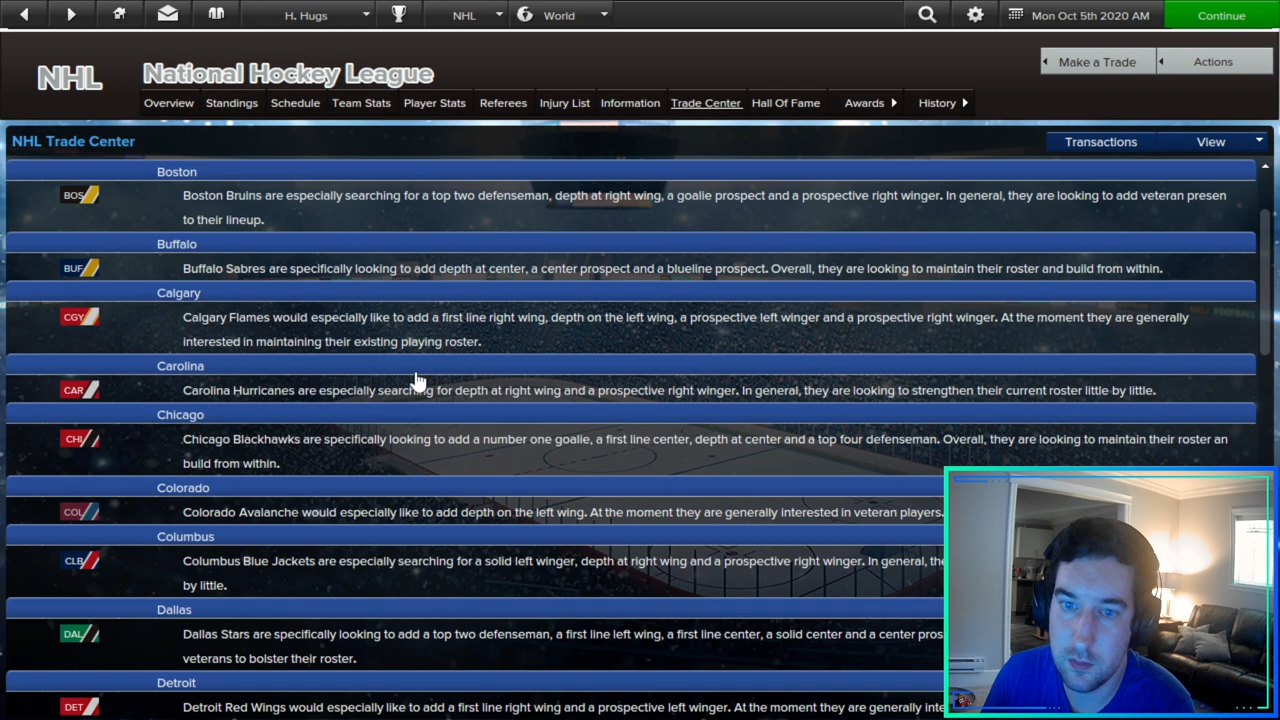 H. Hugs
NHL
World
Mon Oct 5th 2020 AM
Continue
NHL
National Hockey League
Make a Trade
Actions
Overview Standings Schedule Team Stats Player Stats Referees Injury List Information Trade Center Hall Of Fame Awards History
NHL Trade Center
Transactions
View
Boston
BOS
Boston Bruins are especially searching for a top two defenseman, depth at right wing, a goalie prospect and a prospective right winger. In general, they are looking to add veteran presen
to their lineup.
Buffalo
BUF
Buffalo Sabres are specifically looking to add depth at center, a center prospect and a blueline prospect. Overall, they are looking to maintain their roster and build from within.
Calgary
CGY
Calgary Flames would especially like to add a first line right wing, depth on the left wing, a prospective left winger and a prospective right winger. At the moment they are generally
interested in maintaining their existing playing roster.
Carolina
CAR
Carolina Hurricanes are especially searching for depth at right wing and a prospective right winger. In general, they are looking to strengthen their current roster little by little.
Chicago
CHI
Chicago Blackhawks are specifically looking to add a number one goalie, a first line center, depth at center and a top four defenseman. Overall, they are looking to maintain their roster an
build from within.
Colorado
COL
Colorado Avalanche would especially like to add depth on the left wing. At the moment they are generally interested in veteran players.
Columbus
CLB
Columbus Blue Jackets are especially searching for a solid left winger, depth at right wing and a prospective right winger. In general, the
by little.
Dallas
DAL
Dallas Stars are specifically looking to add a top two defenseman, a first line left wing, a first line center, a solid center and a center pros
veterans to bolster their roster.
Detroit
DET
Detroit Red Wings would especially like to add a prospective left winger and a prospective right winger. At the moment they are generally inte